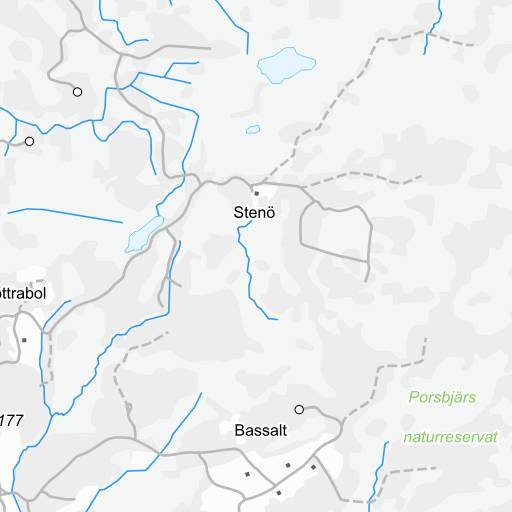 Stenö
ottrabol
Porsbjärs
177
Bassalt
naturreservat